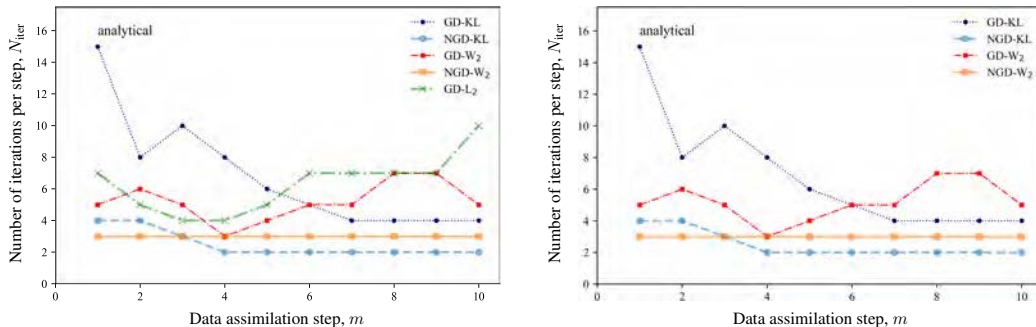 Number of iterations per step, N_iter
16
14
12
10
8
6
4
2
0
analytical
GD-KL
NGD-KL
GD-W₂
NGD-W₂
GD-L₂
0 2 4 6 8 10
Data assimilation step, m
Number of iterations per step, N_iter
16
14
12
10
8
6
4
2
0
analytical
GD-KL
NGD-KL
GD-W₂
NGD-W₂
0 2 4 6 8 10
Data assimilation step, m